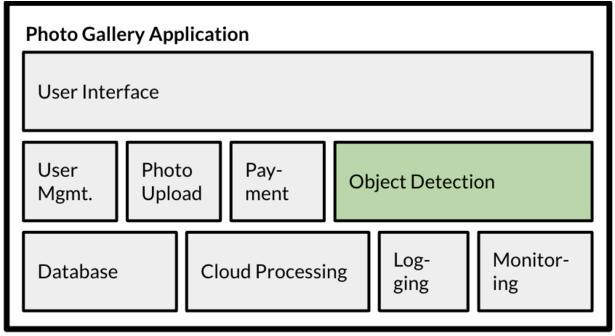 Photo Gallery Application
User Interface
User
Mgmt.
Photo
Upload
Pay-
ment
Object Detection
Database
Cloud Processing
Log-
ging
Monitor-
ing